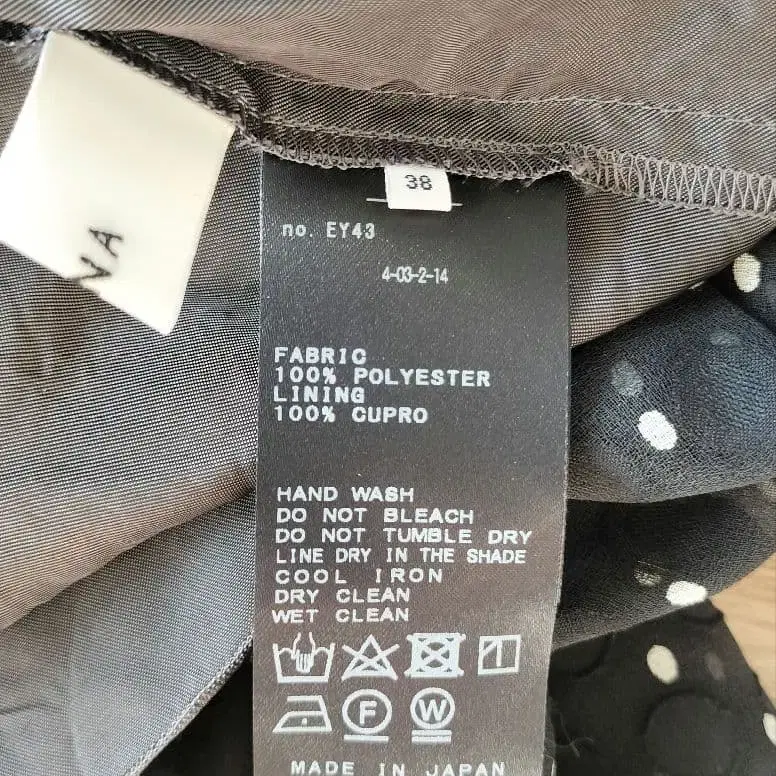 NA
38
no. EY43
4-03-2-14
FABRIC
100% POLYESTER
LINING
100% CUPRO
HAND WASH
DO NOT BLEACH
DO NOT TUMBLE DRY
LINE DRY IN THE SHADE
COOL IRON
DRY CLEAN
WET CLEAN
F W
MADE IN JAPAN